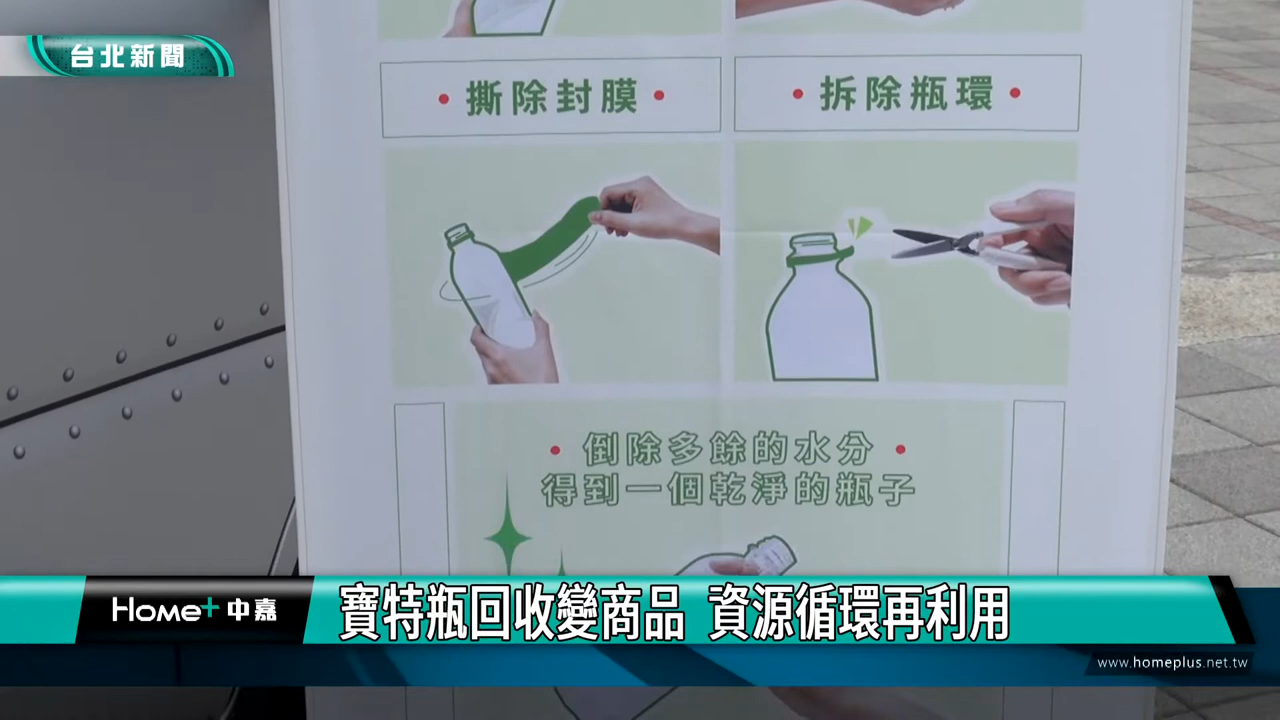 台北新聞
撕除封膜
拆除瓶環
倒除多餘的水分
得到一個乾淨的瓶子
Home+中嘉
寶特瓶回收變商品 資源循環再利用
www.homeplus.net.tw